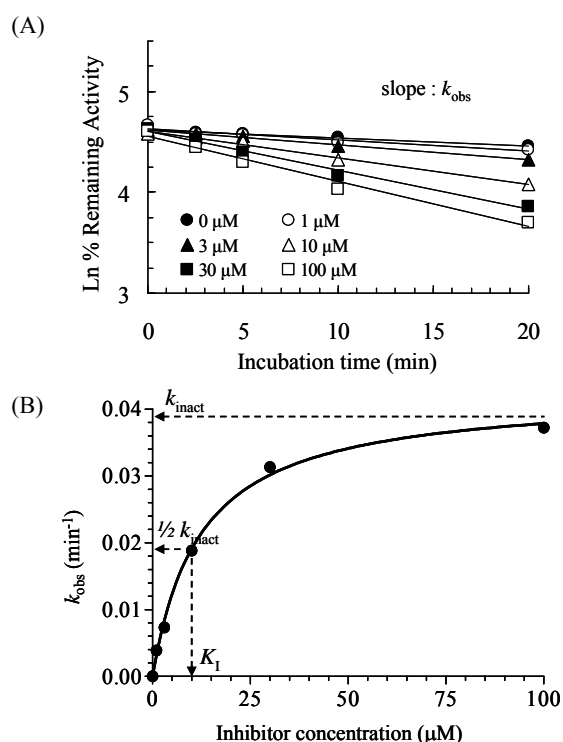 (A)
slope : kobs
Ln % Remaining Activity
5
4
3
0 μM 1 μM
3 μM 10 μM
30 μM 100 μM
0 5 10 15 20
Incubation time (min)
(B)
kinact
0.04
0.03
½ kinact
0.02
kobs (min-1)
0.01
KI
0.00
0 25 50 75 100
Inhibitor concentration (μM)